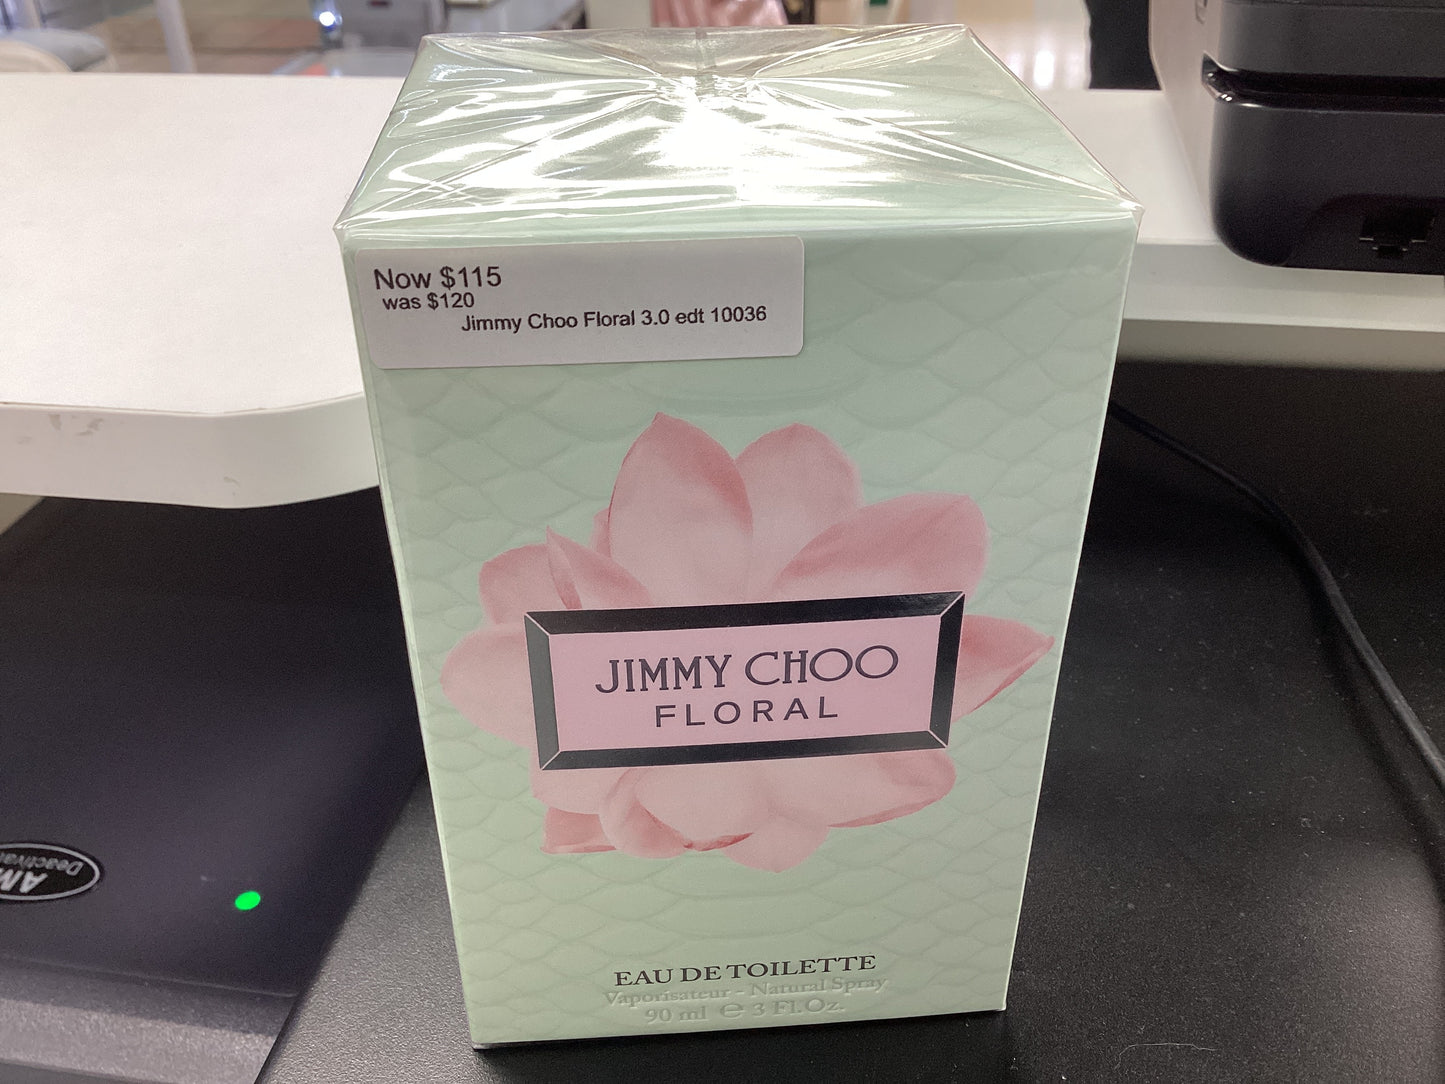 Now $115
was $120
Jimmy Choo Floral 3.0 edt 10036
JIMMY CHOO
FLORAL
EAU DE TOILETTE
Vaporisateur - Natural Spray
90 ml ℮ 3 Fl.Oz.